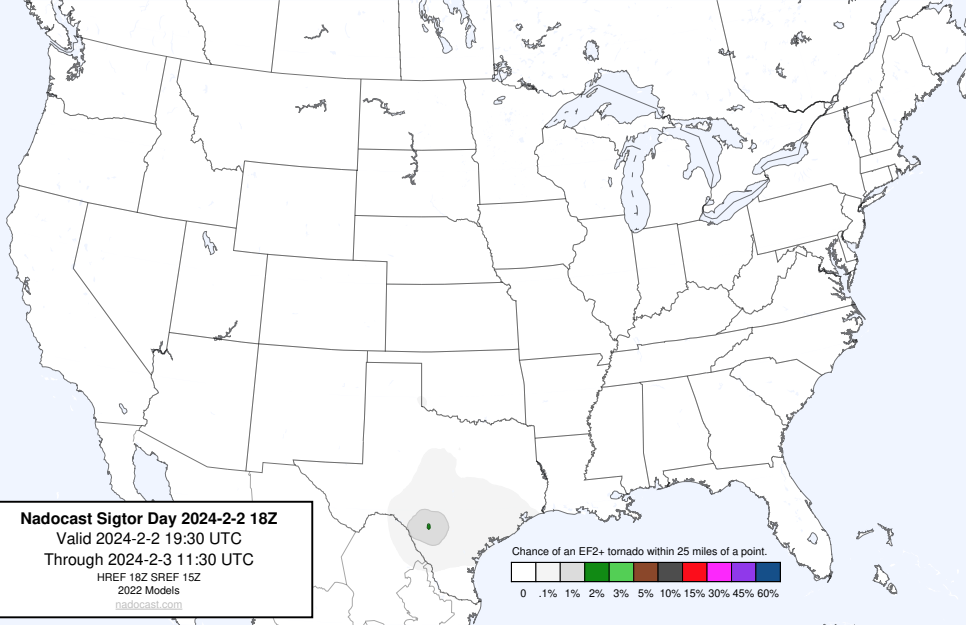 Nadocast Sigtor Day 2024-2-2 18Z
Valid 2024-2-2 19:30 UTC
Through 2024-2-3 11:30 UTC
HREF 18Z SREF 15Z
2022 Models
nadocast.com
Chance of an EF2+ tornado within 25 miles of a point.
0 .1% 1% 2% 3% 5% 10% 15% 30% 45% 60%